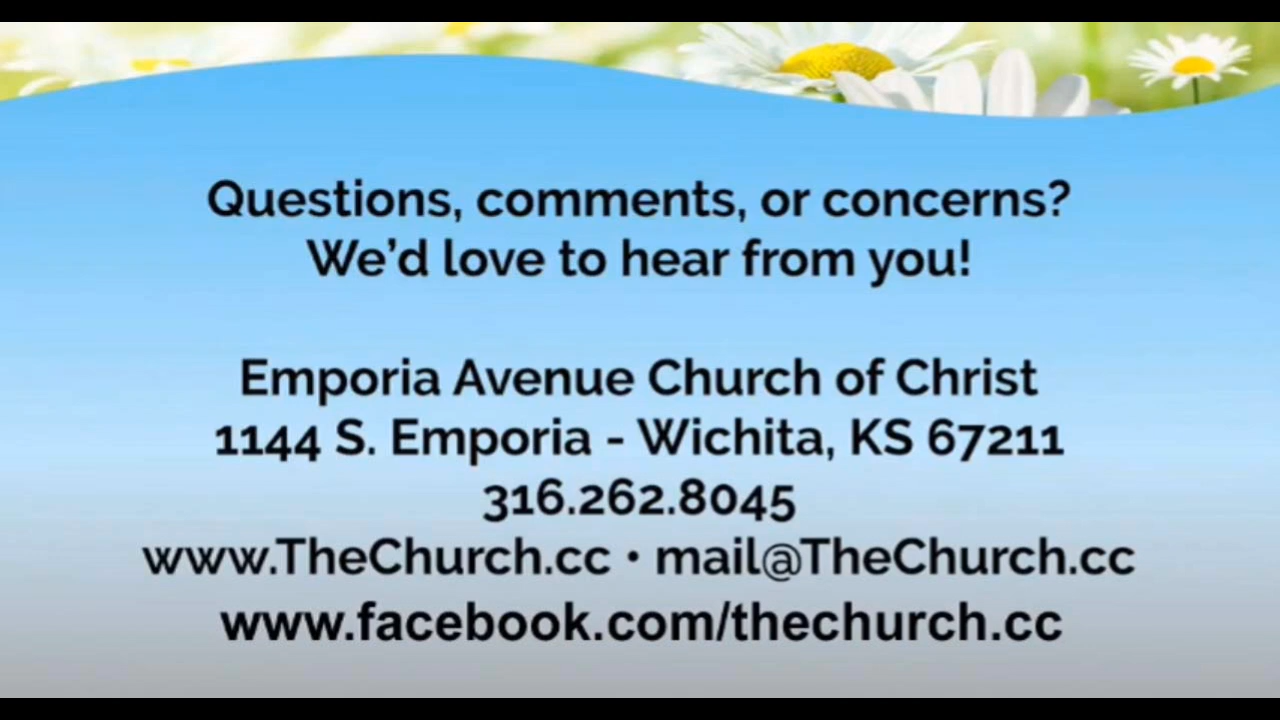 Questions, comments, or concerns?
We’d love to hear from you!
Emporia Avenue Church of Christ
1144 S. Emporia - Wichita, KS 67211
316.262.8045
www.TheChurch.cc • mail@TheChurch.cc
www.facebook.com/thechurch.cc